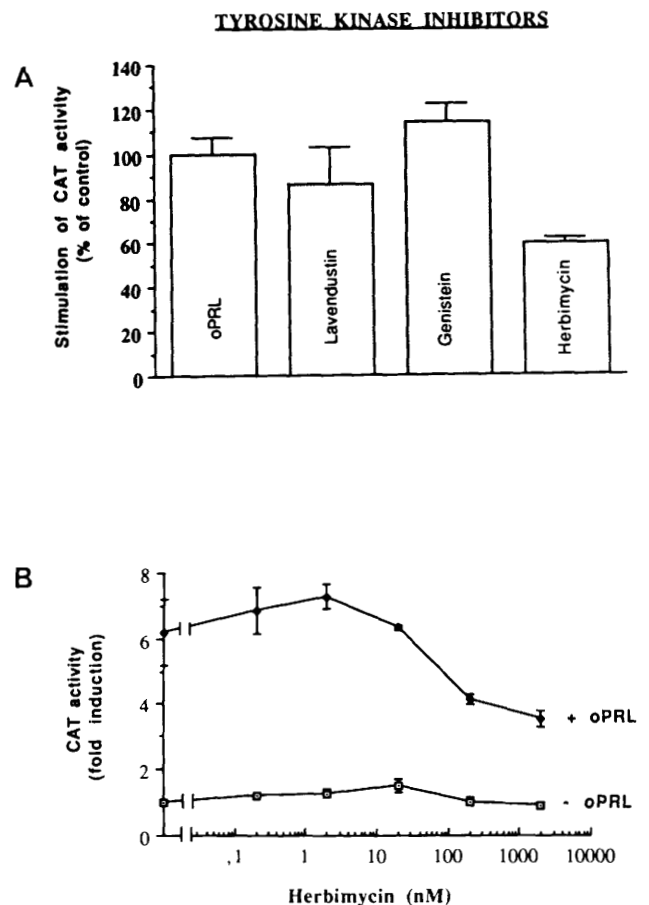 TYROSINE KINASE INHIBITORS
A
Stimulation of CAT activity
(% of control)
140
120
100
80
60
40
20
0
oPRL
Lavendustin
Genistein
Herbimycin
B
CAT activity
(fold induction)
8
6
4
2
0
+ oPRL
- oPRL
,1
1
10
100
1000
10000
Herbimycin (nM)